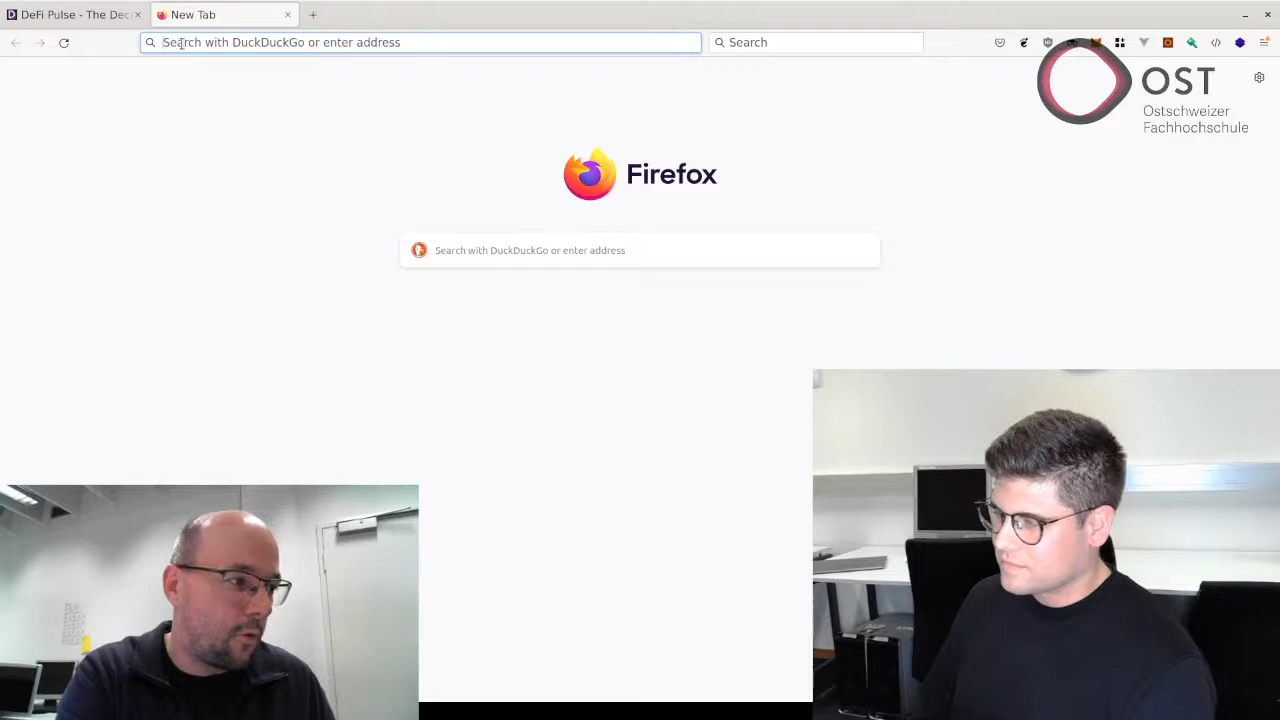 DeFi Pulse - The Dec
New Tab
Search with DuckDuckGo or enter address
Search
OST
Ostschweizer
Fachhochschule
Firefox
Search with DuckDuckGo or enter address